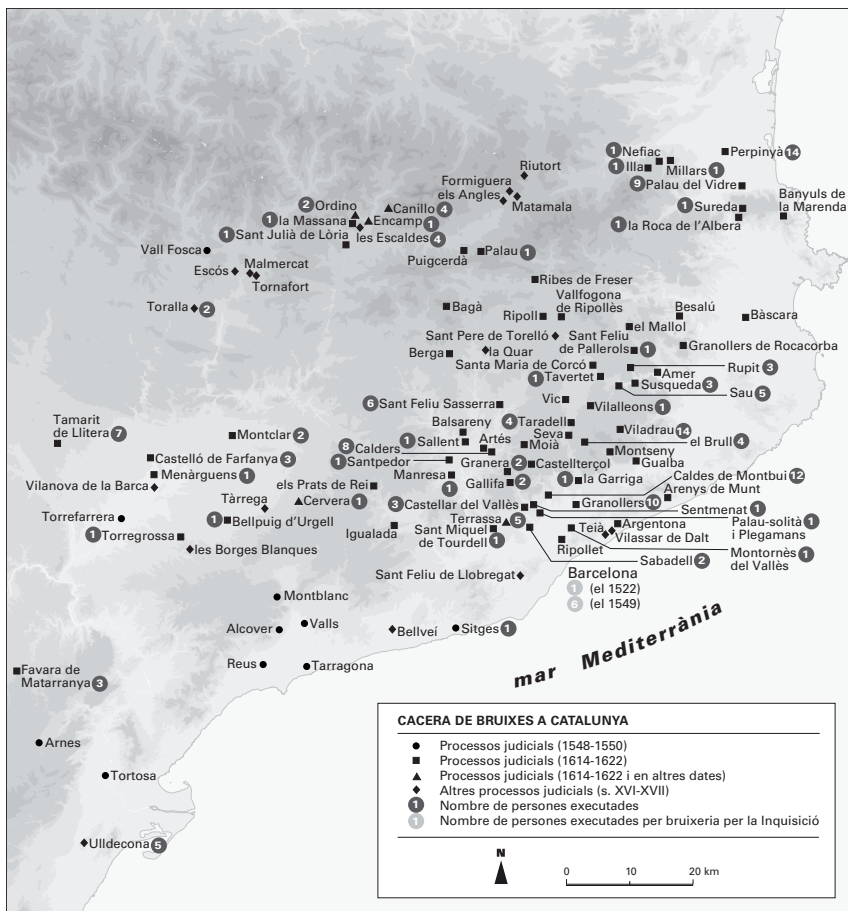 1 Nefiac
Perpinyà 14
1 Illa
Millars 1
Riutort
9 Palau del Vidre
Formiguera
els Angles
Matamala
Banyuls de
la Marenda
1 Sureda
2 Ordino
Canillo 4
1 la Massana
Encamp 1
1 la Roca de l'Albera
1 Sant Julià de Lòria
les Escaldes 4
Vall Fosca
Puigcerdà
Palau 1
Escós
Malmercat
Tornafort
Ribes de Freser
Toralla 2
Bagà
Ripoll
Vallfogona
de Ripollès
Besalú
Bàscara
el Mallol
Sant Pere de Torelló
Sant Feliu
de Pallerols 1
Granollers de Rocacorba
Berga
la Quar
Santa Maria de Corcó
Rupit 3
1 Tavertet
Amer
Susqueda 3
Sau 5
6 Sant Feliu Sasserra
Vic
Vilalleons 1
Tamarit
de Llitera 7
Montclar 2
Balsareny
4 Taradell
Viladrau 14
8 Calders
1 Sallent
Artés
Seva
Moià
el Brull 4
Castelló de Farfanya 3
1 Santpedor
Granera 2
Castellterçol
Montseny
Gualba
Menàrguens 1
Manresa
1
Gallifa 2
1 la Garriga
Caldes de Montbui 12
Vilanova de la Barca
els Prats de Rei
Arenys de Munt
Tàrrega
Cervera 1
3 Castellar del Vallès
Granollers 10
Sentmenat 1
Torrefarrera
1 Bellpuig d'Urgell
Terrassa 5
Teià
Argentona
Palau-solità 1
i Plegamans
1 Torregrossa
Igualada
Sant Miquel
de Tourdell 1
Vilassar de Dalt
les Borges Blanques
Ripollet
Montornès 1
del Vallès
Sabadell 2
Sant Feliu de Llobregat
Barcelona
1 (el 1522)
6 (el 1549)
Montblanc
Alcover
Valls
Bellveí
Sitges 1
mar Mediterrània
Reus
Tarragona
Favara de
Matarranya 3
Arnes
Tortosa
Ulldecona 5
CACERA DE BRUIXES A CATALUNYA
Processos judicials (1548-1550)
Processos judicials (1614-1622)
Processos judicials (1614-1622 i en altres dates)
Altres processos judicials (s. XVI-XVII)
1 Nombre de persones executades
1 Nombre de persones executades per bruixeria per la Inquisició
N
0 10 20 km